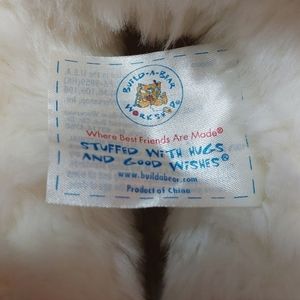 BUILD-A-BEAR
WORKSHOP®
Where Best Friends Are Made®
STUFFED WITH HUGS
AND GOOD WISHES®
www.buildabear.com
Product of China